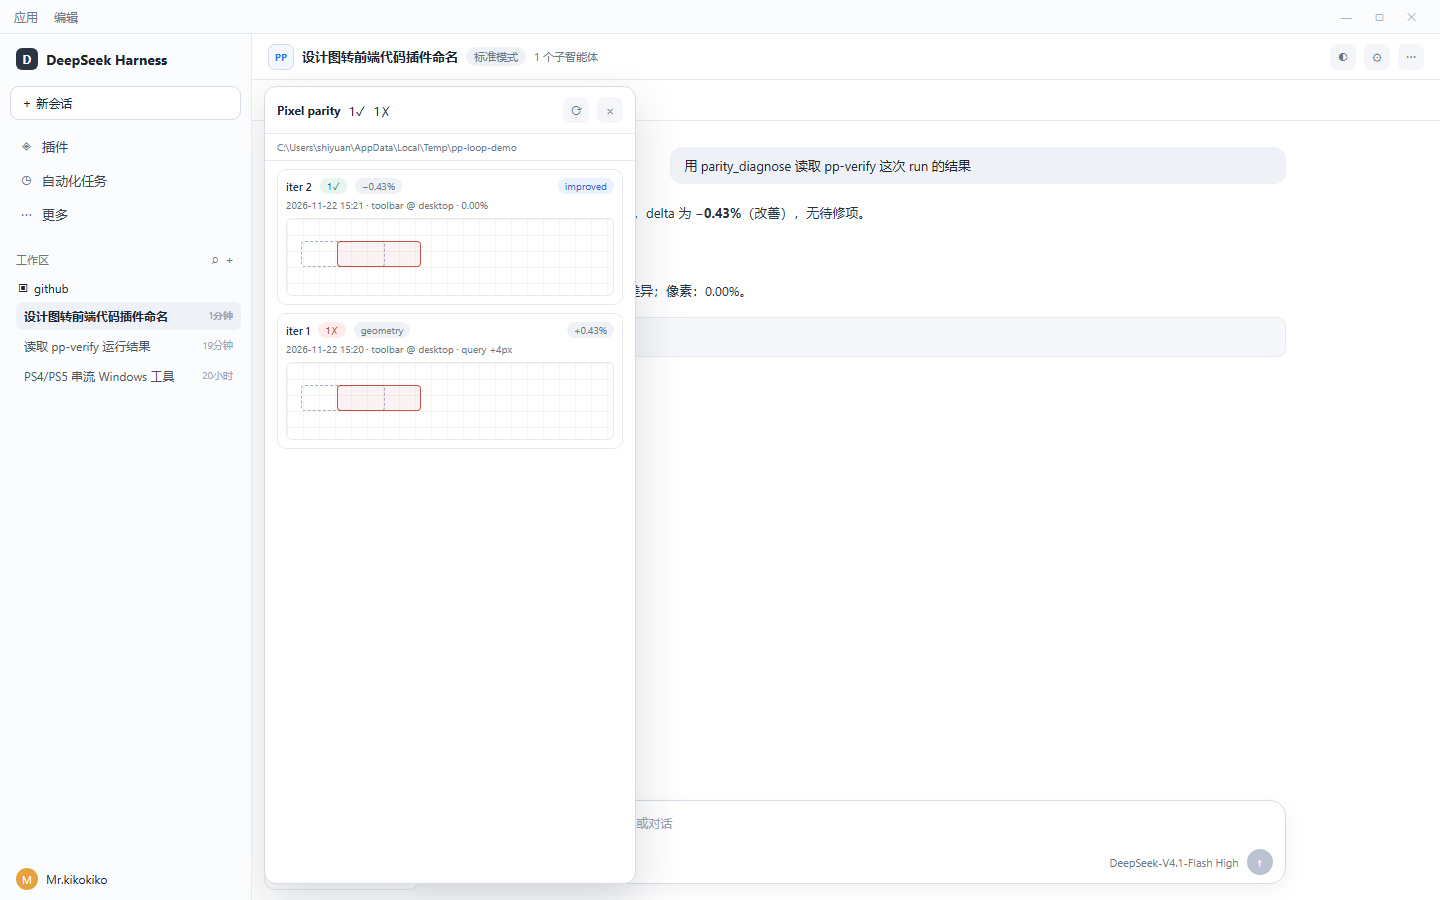 应用 编辑
D DeepSeek Harness
+ 新会话
插件
自动化任务
更多
工作区
github
设计图转前端代码插件命名 1分钟
读取 pp-verify 运行结果 19分钟
PS4/PS5 串流 Windows 工具 20小时
M Mr.kikokiko
PP 设计图转前端代码插件命名 标准模式 1 个子智能体
Pixel parity 1✓ 1✗
C:\Users\shiyuan\AppData\Local\Temp\pp-loop-demo
iter 2 1✓ −0.43% improved
2026-11-22 15:21 · toolbar @ desktop · 0.00%
iter 1 1✗ geometry +0.43%
2026-11-22 15:20 · toolbar @ desktop · query +4px
用 parity_diagnose 读取 pp-verify 这次 run 的结果
，delta 为 −0.43%（改善），无待修项。
差异；像素：0.00%。
或对话
DeepSeek-V4.1-Flash High